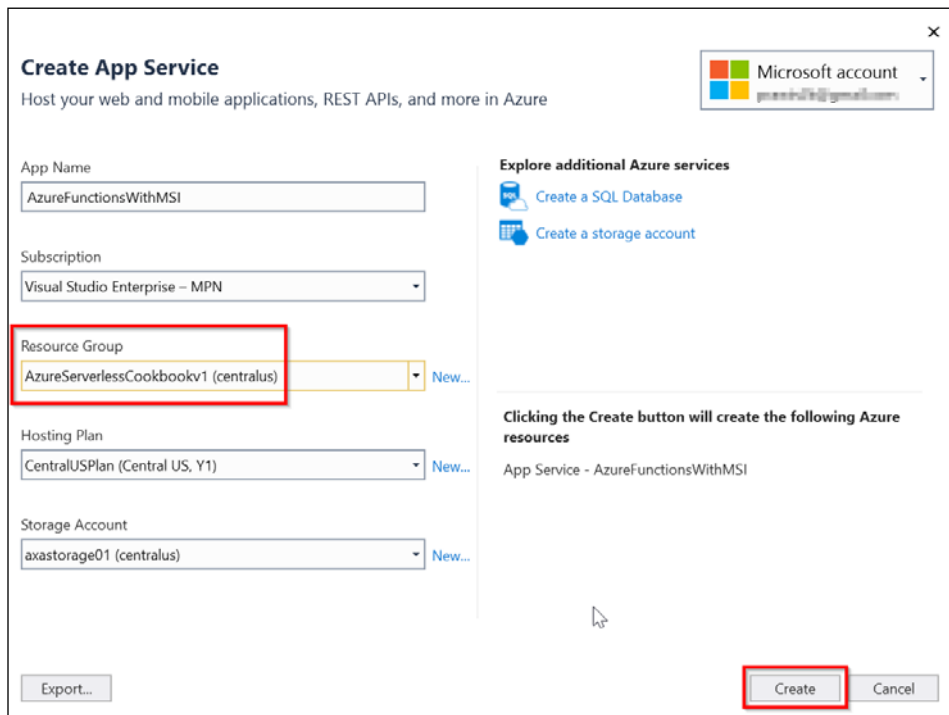 Create App Service
Host your web and mobile applications, REST APIs, and more in Azure
Microsoft account
App Name
AzureFunctionsWithMSI
Subscription
Visual Studio Enterprise – MPN
Resource Group
AzureServerlessCookbookv1 (centralus)
New...
Hosting Plan
CentralUSPlan (Central US, Y1)
New...
Storage Account
axastorage01 (centralus)
New...
Explore additional Azure services
SQL
Create a SQL Database
Create a storage account
Clicking the Create button will create the following Azure
resources
App Service - AzureFunctionsWithMSI
Export...
Create
Cancel